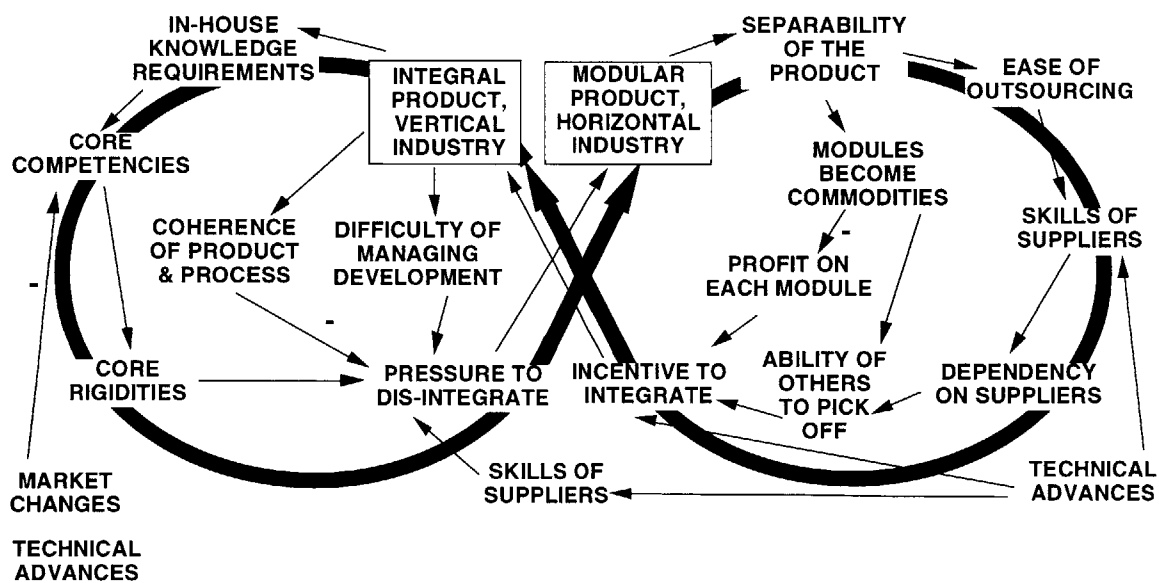 IN-HOUSE
KNOWLEDGE
REQUIREMENTS
INTEGRAL
PRODUCT,
VERTICAL
INDUSTRY
MODULAR
PRODUCT,
HORIZONTAL
INDUSTRY
SEPARABILITY
OF THE
PRODUCT
EASE OF
OUTSOURCING
CORE
COMPETENCIES
MODULES
BECOME
COMMODITIES
COHERENCE
OF PRODUCT
& PROCESS
DIFFICULTY OF
MANAGING
DEVELOPMENT
SKILLS OF
SUPPLIERS
-
PROFIT ON
EACH MODULE
-
-
CORE
RIGIDITIES
PRESSURE TO
DIS-INTEGRATE
INCENTIVE TO
INTEGRATE
ABILITY OF
OTHERS
TO PICK
OFF
DEPENDENCY
ON SUPPLIERS
MARKET
CHANGES
SKILLS OF
SUPPLIERS
TECHNICAL
ADVANCES
TECHNICAL
ADVANCES